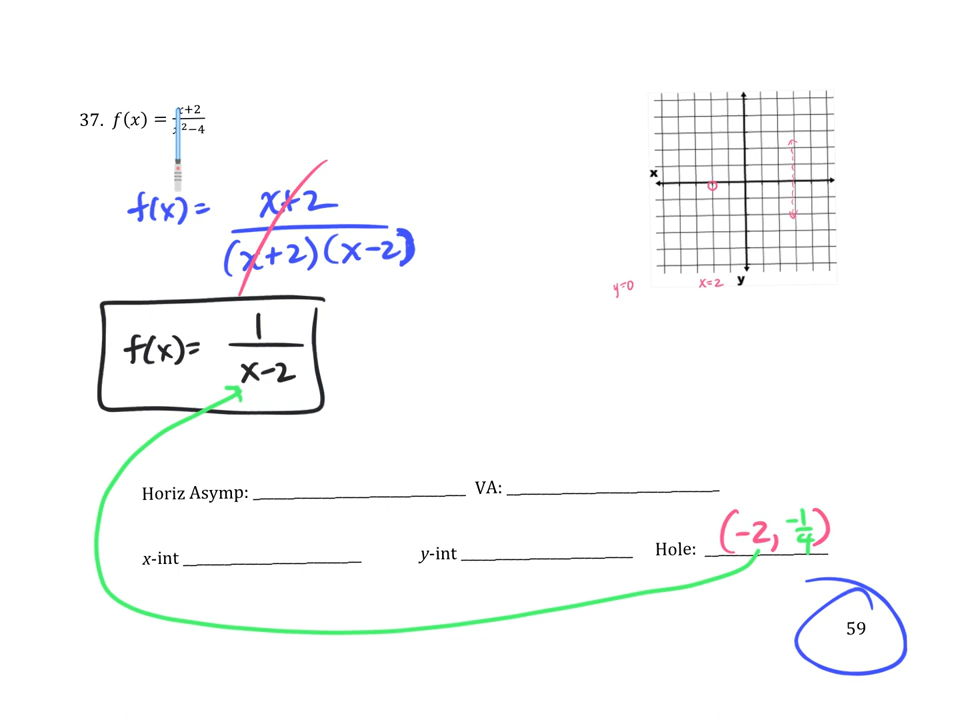 37. f(x) = x+2 / x²−4
x
y=0 x=2 y
f(x) = x+2 / (x+2)(x−2)
f(x) = 1 / x−2
Horiz Asymp: ____________ VA: ____________
x-int ____________ y-int ____________ Hole: (−2, −1/4)
59